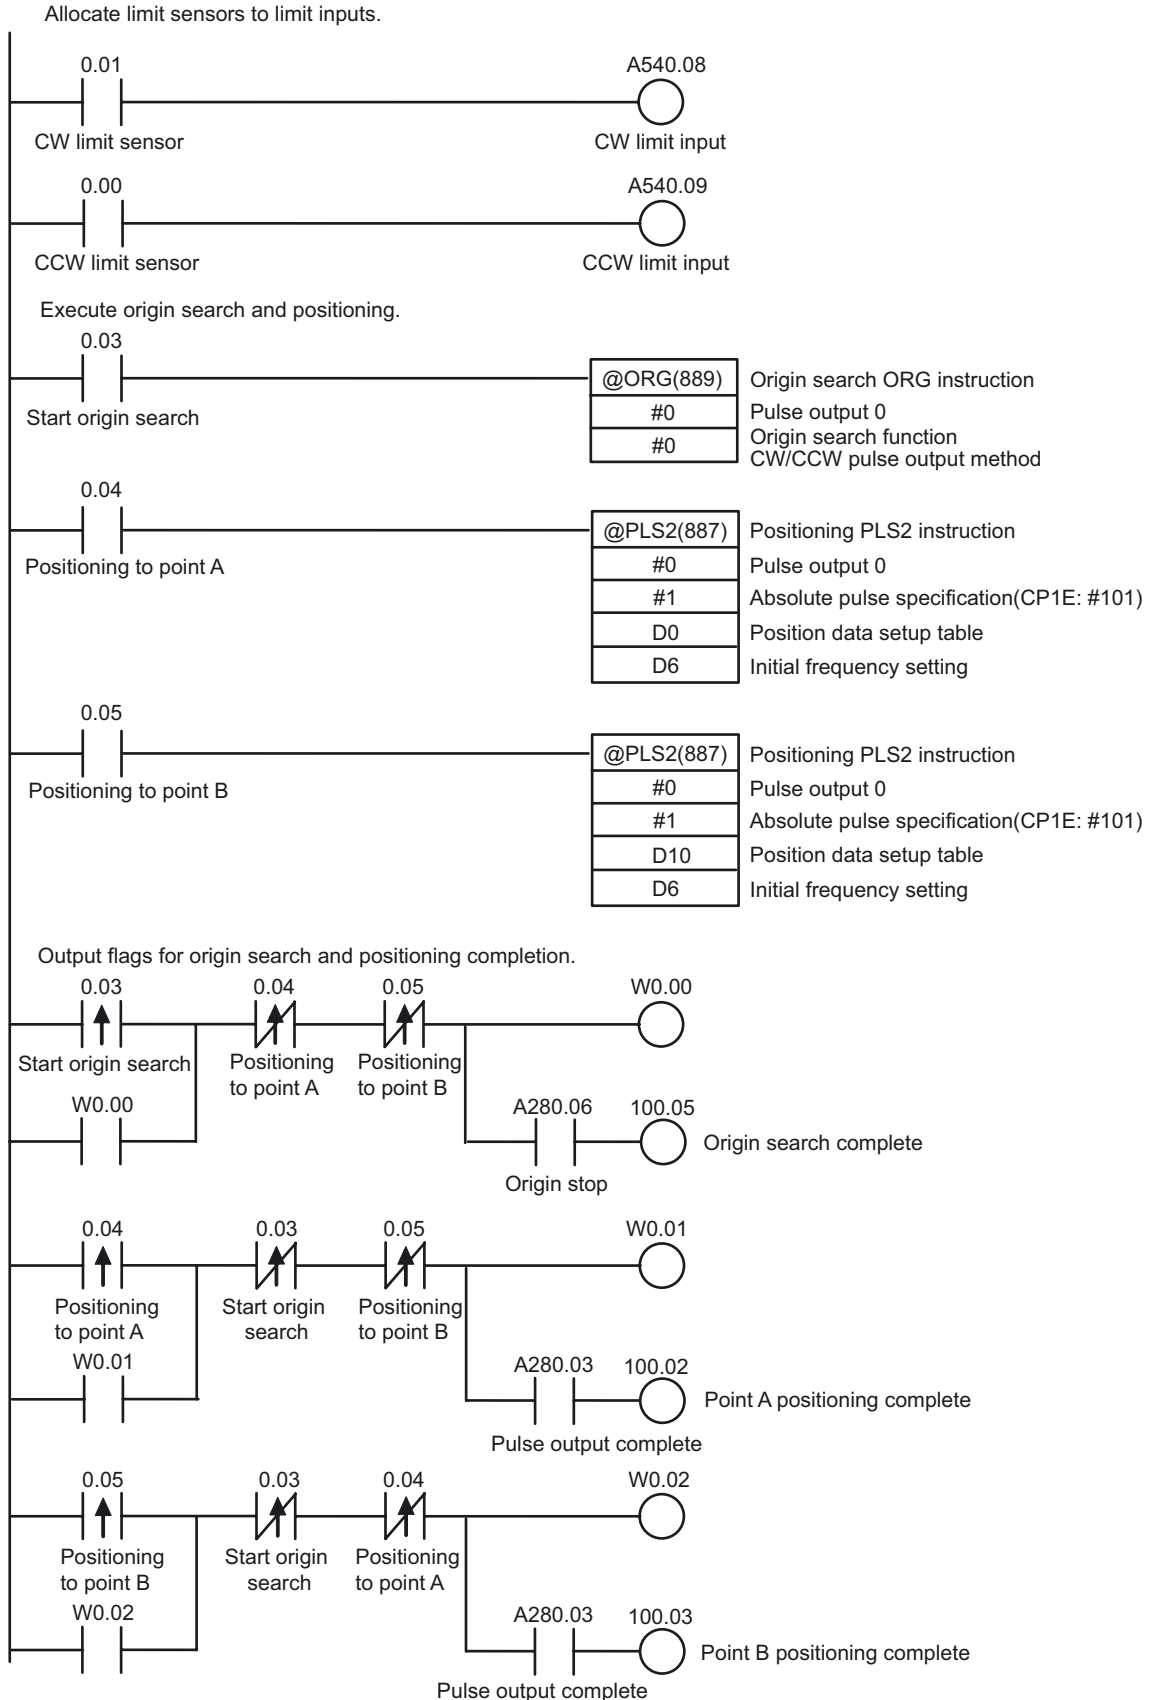 Allocate limit sensors to limit inputs.
0.01 A540.08
CW limit sensor CW limit input
0.00 A540.09
CCW limit sensor CCW limit input
Execute origin search and positioning.
0.03
@ORG(889) Origin search ORG instruction
Start origin search #0 Pulse output 0
#0 Origin search function
CW/CCW pulse output method
0.04
@PLS2(887) Positioning PLS2 instruction
Positioning to point A #0 Pulse output 0
#1 Absolute pulse specification(CP1E: #101)
D0 Position data setup table
D6 Initial frequency setting
0.05
@PLS2(887) Positioning PLS2 instruction
Positioning to point B #0 Pulse output 0
#1 Absolute pulse specification(CP1E: #101)
D10 Position data setup table
D6 Initial frequency setting
Output flags for origin search and positioning completion.
0.03 0.04 0.05 W0.00
Start origin search Positioning Positioning
to point A to point B
W0.00 A280.06 100.05
Origin search complete
Origin stop
0.04 0.03 0.05 W0.01
Positioning Start origin Positioning
to point A search to point B
W0.01 A280.03 100.02
Point A positioning complete
Pulse output complete
0.05 0.03 0.04 W0.02
Positioning Start origin Positioning
to point B search to point A
W0.02 A280.03 100.03
Point B positioning complete
Pulse output complete